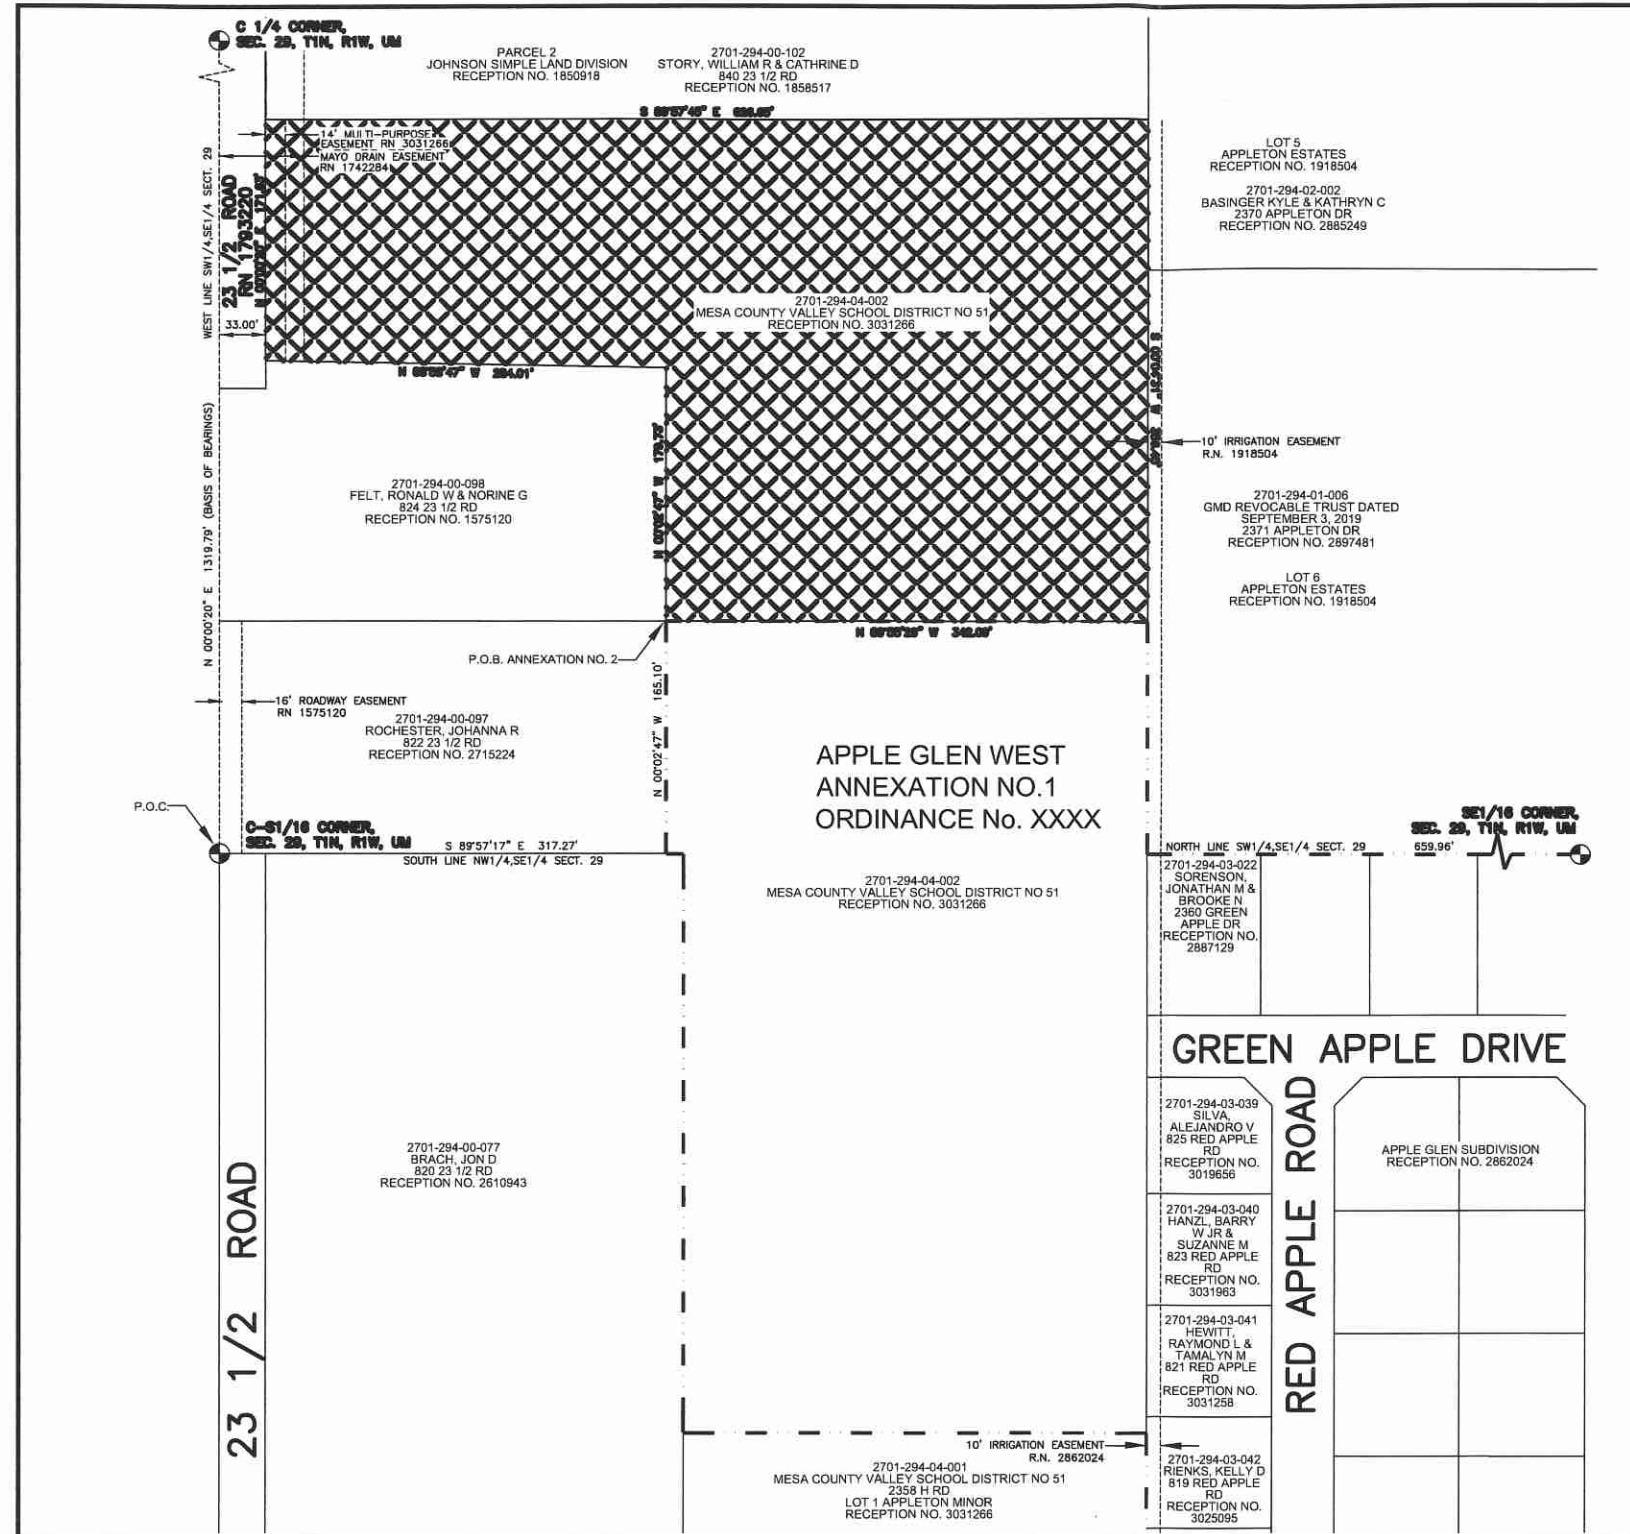 C 1/4 CORNER,
SEC. 29, T1N, R1W, UM
PARCEL 2
JOHNSON SIMPLE LAND DIVISION
RECEPTION NO. 1850918
2701-294-00-102
STORY, WILLIAM R & CATHRINE D
840 23 1/2 RD
RECEPTION NO. 1858517
S 89°57'45" E
14' MULTI-PURPOSE
EASEMENT RN 3031266
MAYO DRAIN EASEMENT
RN 1742284
WEST LINE SW1/4,SE1/4 SECT. 29
23 1/2 ROAD
RN 1793220
N 00°00'20" E
33.00'
LOT 5
APPLETON ESTATES
RECEPTION NO. 1918504
2701-294-02-002
BASINGER KYLE & KATHRYN C
2370 APPLETON DR
RECEPTION NO. 2885249
2701-294-04-002
MESA COUNTY VALLEY SCHOOL DISTRICT NO 51
RECEPTION NO. 3031266
N W 284.01'
S 00°04'31" W
N 00°02'47" W 179.73'
10' IRRIGATION EASEMENT
R.N. 1918504
N 00°00'20" E 1319.79' (BASIS OF BEARINGS)
2701-294-00-098
FELT, RONALD W & NORINE G
824 23 1/2 RD
RECEPTION NO. 1575120
2701-294-01-006
GMD REVOCABLE TRUST DATED
SEPTEMBER 3, 2019
2371 APPLETON DR
RECEPTION NO. 2897481
LOT 6
APPLETON ESTATES
RECEPTION NO. 1918504
N W
P.O.B. ANNEXATION NO. 2
N 00°02'47" W 165.10'
16' ROADWAY EASEMENT
RN 1575120
2701-294-00-097
ROCHESTER, JOHANNA R
822 23 1/2 RD
RECEPTION NO. 2715224
APPLE GLEN WEST
ANNEXATION NO.1
ORDINANCE No. XXXX
P.O.C.
C-S1/16 CORNER,
SEC. 29, T1N, R1W, UM
S 89°57'17" E 317.27'
SOUTH LINE NW1/4,SE1/4 SECT. 29
SE1/16 CORNER,
SEC. 29, T1N, R1W, UM
NORTH LINE SW1/4,SE1/4 SECT. 29 659.96'
2701-294-04-002
MESA COUNTY VALLEY SCHOOL DISTRICT NO 51
RECEPTION NO. 3031266
2701-294-03-022
SORENSON,
JONATHAN M &
BROOKE N
2360 GREEN
APPLE DR
RECEPTION NO.
2887129
GREEN APPLE DRIVE
RED APPLE ROAD
2701-294-03-039
SILVA,
ALEJANDRO V
825 RED APPLE
RD
RECEPTION NO.
3019656
APPLE GLEN SUBDIVISION
RECEPTION NO. 2862024
2701-294-00-077
BRACH, JON D
820 23 1/2 RD
RECEPTION NO. 2610943
23 1/2 ROAD
2701-294-03-040
HANZL, BARRY
W JR &
SUZANNE M
823 RED APPLE
RD
RECEPTION NO.
3031963
2701-294-03-041
HEWITT,
RAYMOND L &
TAMALYN M
821 RED APPLE
RD
RECEPTION NO.
3031258
10' IRRIGATION EASEMENT
R.N. 2862024
2701-294-04-001
MESA COUNTY VALLEY SCHOOL DISTRICT NO 51
2358 H RD
LOT 1 APPLETON MINOR
RECEPTION NO. 3031266
2701-294-03-042
RIENKS, KELLY D
819 RED APPLE
RD
RECEPTION NO.
3025095